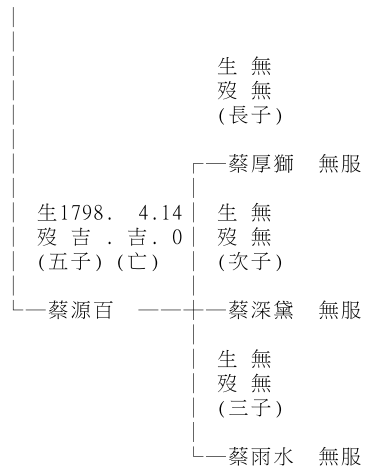 生 無
歿 無
(長子)
蔡厚獅 無服
生1798. 4.14
歿 吉 . 吉. 0
(五子) (亡)
生 無
歿 無
(次子)
蔡源百
蔡深黛 無服
生 無
歿 無
(三子)
蔡雨水 無服